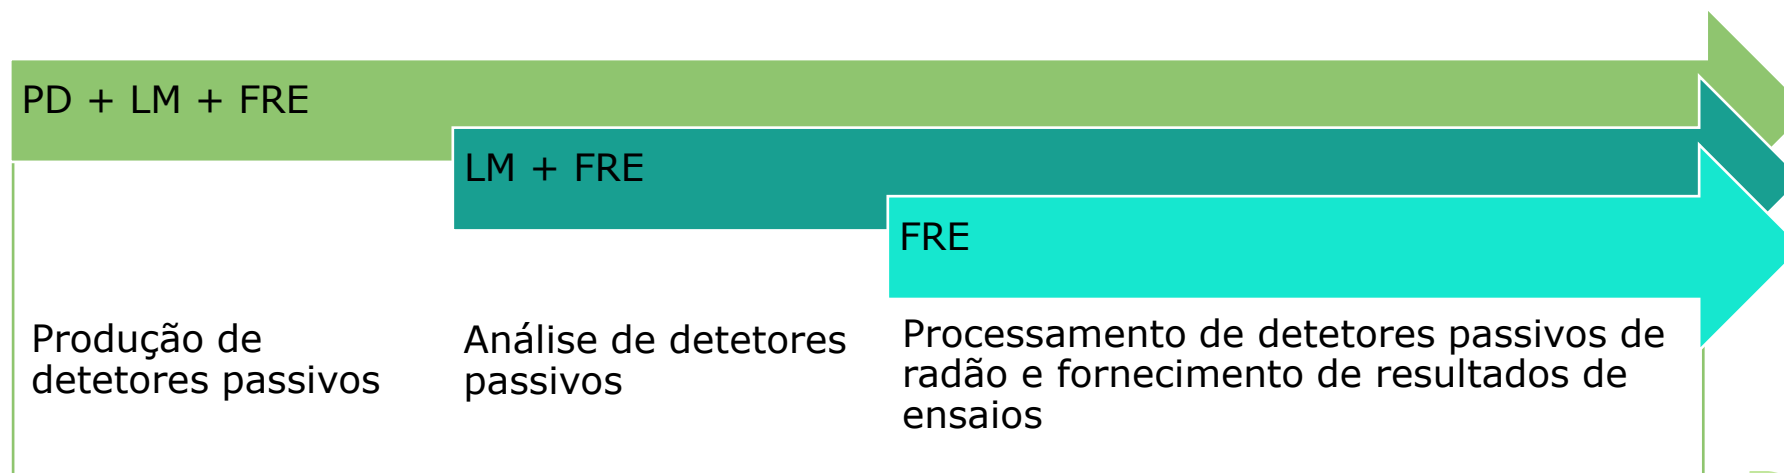 PD + LM + FRE
LM + FRE
FRE
Produção de
detetores passivos
Análise de detetores
passivos
Processamento de detetores passivos de
radão e fornecimento de resultados de
ensaios